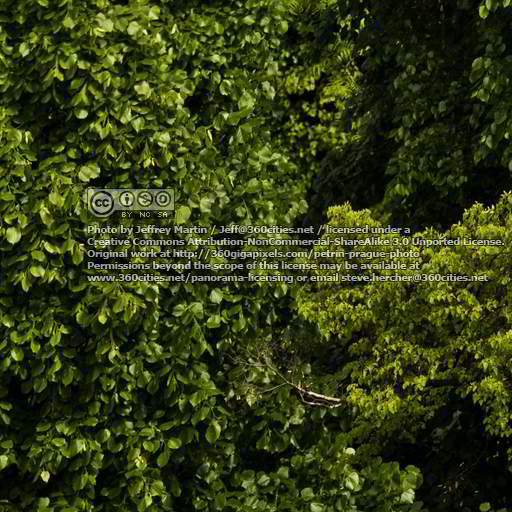 cc
BY NC SA
Photo by Jeffrey Martin / Jeff@360cities.net / licensed under a
Creative Commons Attribution-NonCommercial-ShareAlike 3.0 Unported License.
Original work at http://360gigapixels.com/petrin-prague-photo
Permissions beyond the scope of this license may be available at
www.360cities.net/panorama-licensing or email steve.hercher@360cities.net